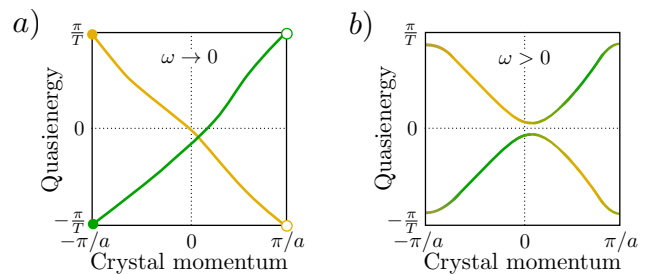 a)
π/T
ω → 0
Quasienergy
0
−π/T
−π/a
0
π/a
Crystal momentum
b)
π/T
ω > 0
Quasienergy
0
−π/T
−π/a
0
π/a
Crystal momentum